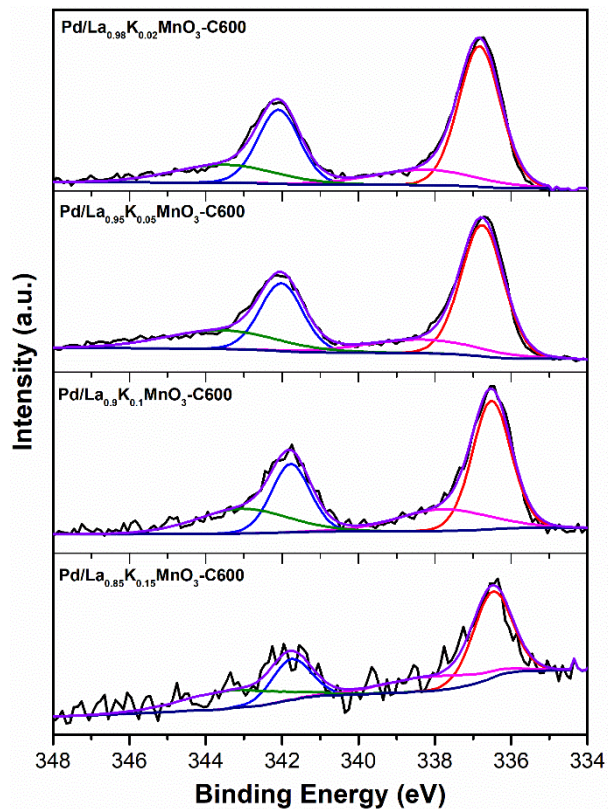 Pd/La0.98K0.02MnO3-C600
Pd/La0.95K0.05MnO3-C600
Pd/La0.9K0.1MnO3-C600
Pd/La0.85K0.15MnO3-C600
Intensity (a.u.)
348 346 344 342 340 338 336 334
Binding Energy (eV)